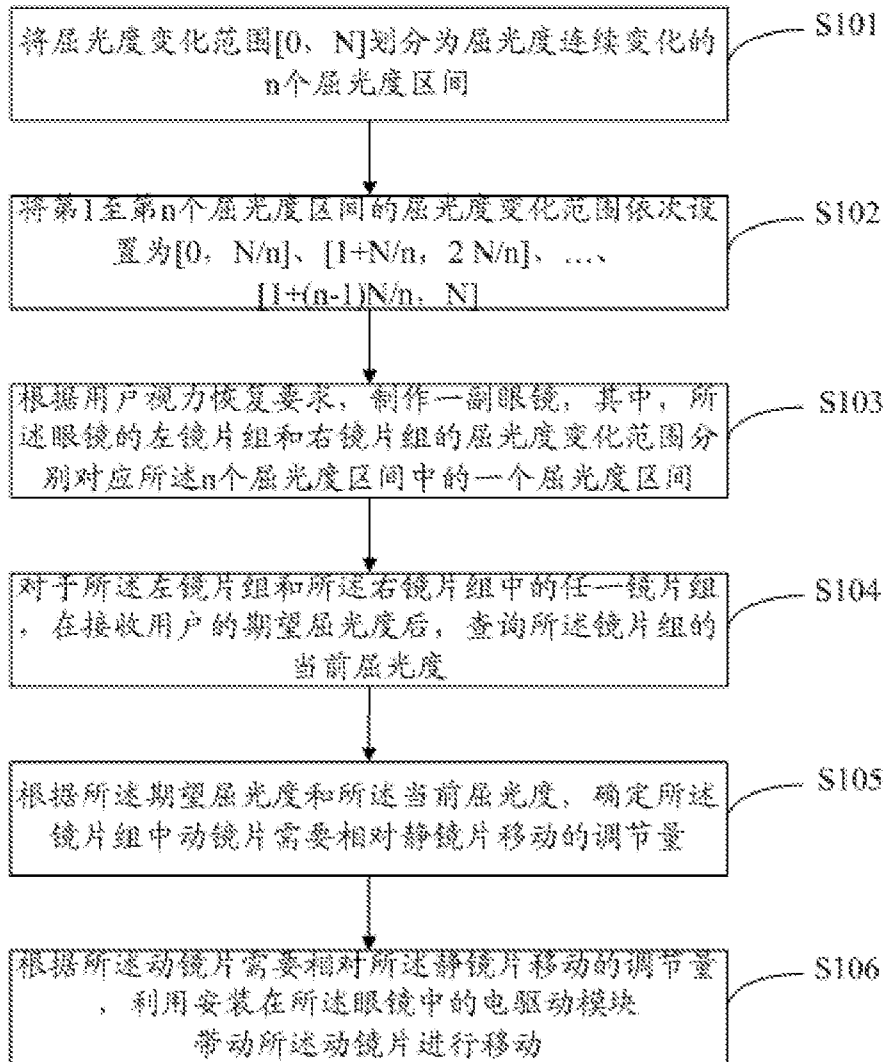 将屈光度变化范围[0，N]划分为屈光度连续变化的
n个屈光度区间
S101
将第1至第n个屈光度区间的屈光度变化范围依次设
置为[0，N/n]、[1+N/n，2 N/n]、…、
[1+(n-1)N/n，N]
S102
根据用户视力恢复要求，制作一副眼镜，其中，所
述眼镜的左镜片组和右镜片组的屈光度变化范围分
别对应所述n个屈光度区间中的一个屈光度区间
S103
对于所述左镜片组和所述右镜片组中的任一镜片组
，在接收用户的期望屈光度后，查询所述镜片组的
当前屈光度
S104
根据所述期望屈光度和所述当前屈光度，确定所述
镜片组中动镜片需要相对静镜片移动的调节量
S105
根据所述动镜片需要相对所述静镜片移动的调节量
，利用安装在所述眼镜中的电驱动模块
带动所述动镜片进行移动
S106